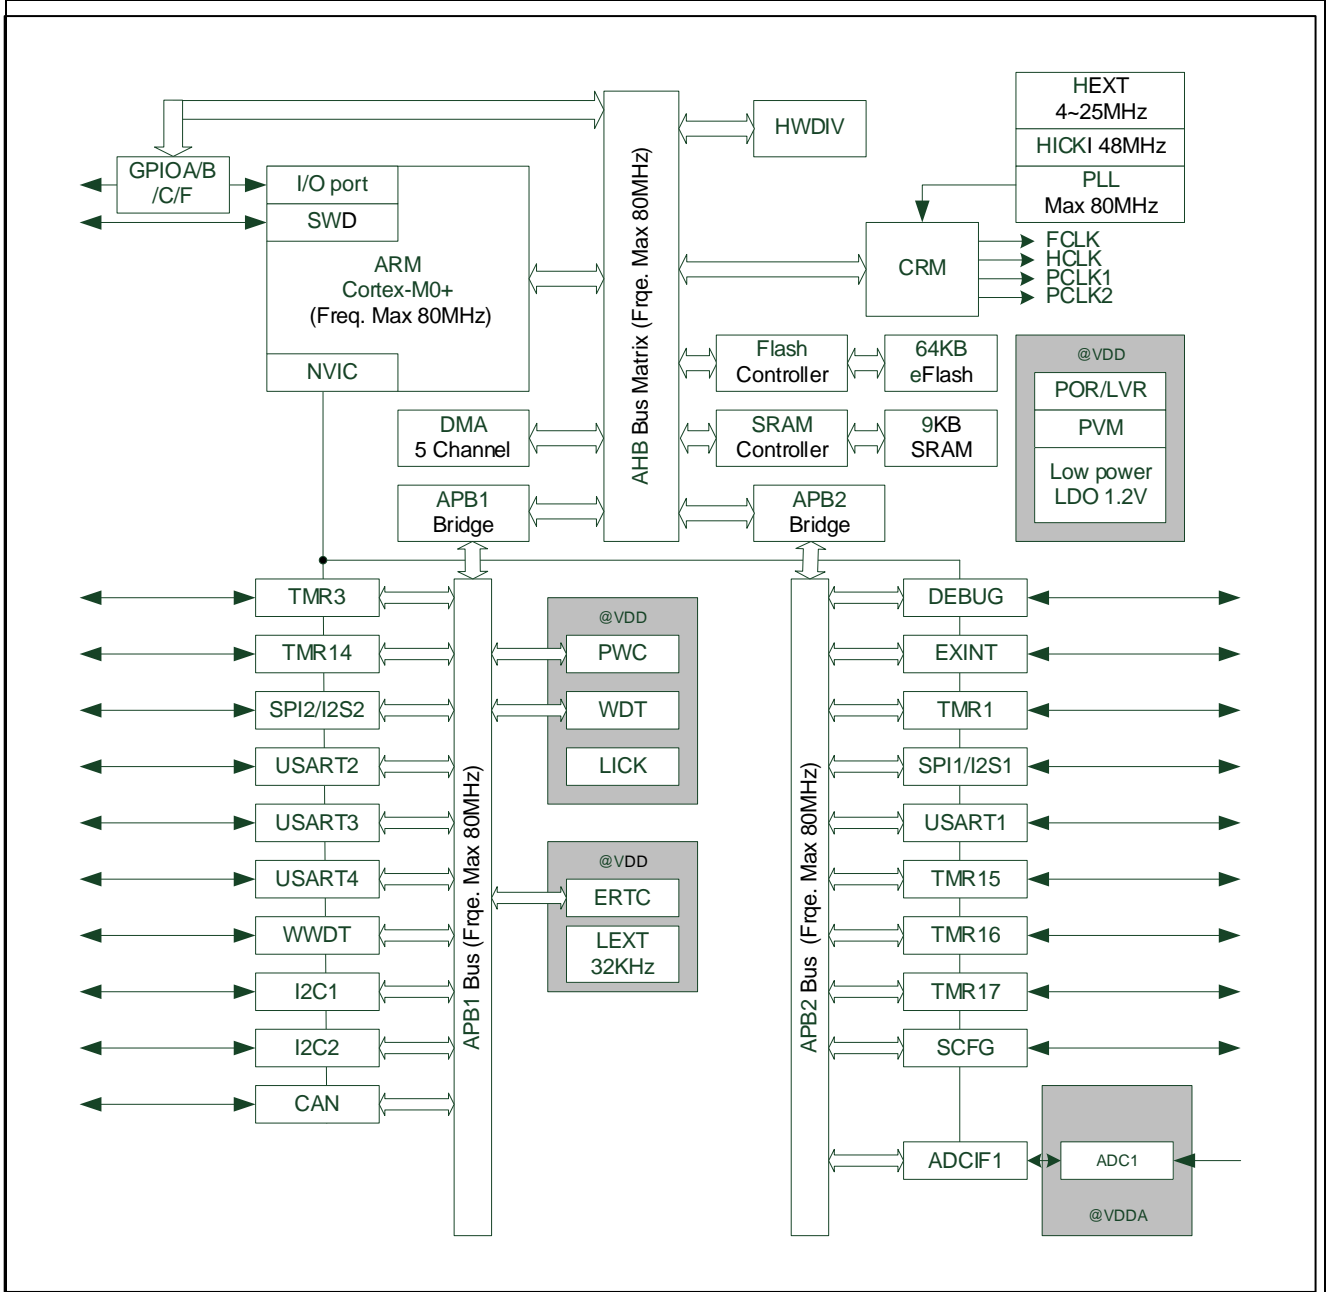 HEXT
4~25MHz
HICKI 48MHz
PLL
Max 80MHz
HWDIV
GPIOA/B
/C/F
I/O port
SWD
ARM
Cortex-M0+
(Freq. Max 80MHz)
NVIC
AHB Bus Matrix (Frqe. Max 80MHz)
CRM
FCLK
HCLK
PCLK1
PCLK2
Flash
Controller
64KB
eFlash
DMA
5 Channel
SRAM
Controller
9KB
SRAM
@VDD
POR/LVR
PVM
Low power
LDO 1.2V
APB1
Bridge
APB2
Bridge
TMR3
TMR14
SPI2/I2S2
USART2
USART3
USART4
WWDT
I2C1
I2C2
CAN
APB1 Bus (Frqe. Max 80MHz)
@VDD
PWC
WDT
LICK
@VDD
ERTC
LEXT
32KHz
APB2 Bus (Frqe. Max 80MHz)
DEBUG
EXINT
TMR1
SPI1/I2S1
USART1
TMR15
TMR16
TMR17
SCFG
ADCIF1
ADC1
@VDDA